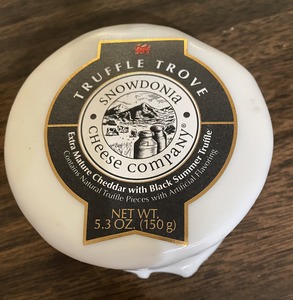 TRUFFLE TROVE
SNOWDONIA
CHEESE COMPANY®
Extra Mature Cheddar with Black Summer Truffle
Contains Natural Truffle Pieces with Artificial Flavoring
NET WT.
5.3 OZ. (150 g)